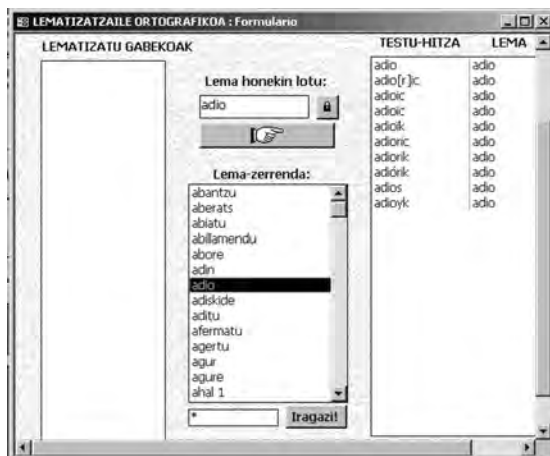 LEMATIZATZAILE ORTOGRAFIKOA : Formulario
LEMATIZATU GABEKOAK
Lema honekin lotu:
adio
Lema-zerrenda:
abantzu
aberats
abiatu
abillamendu
abore
adin
adio
adiskide
aditu
afermatu
agertu
agur
agure
ahal 1
*
Iragazi!
TESTU-HITZA LEMA
adio adio
adio[r]ic adio
adioic adio
adioic adio
adioik adio
adioric adio
adiorik adio
adiórik adio
adios adio
adioyk adio